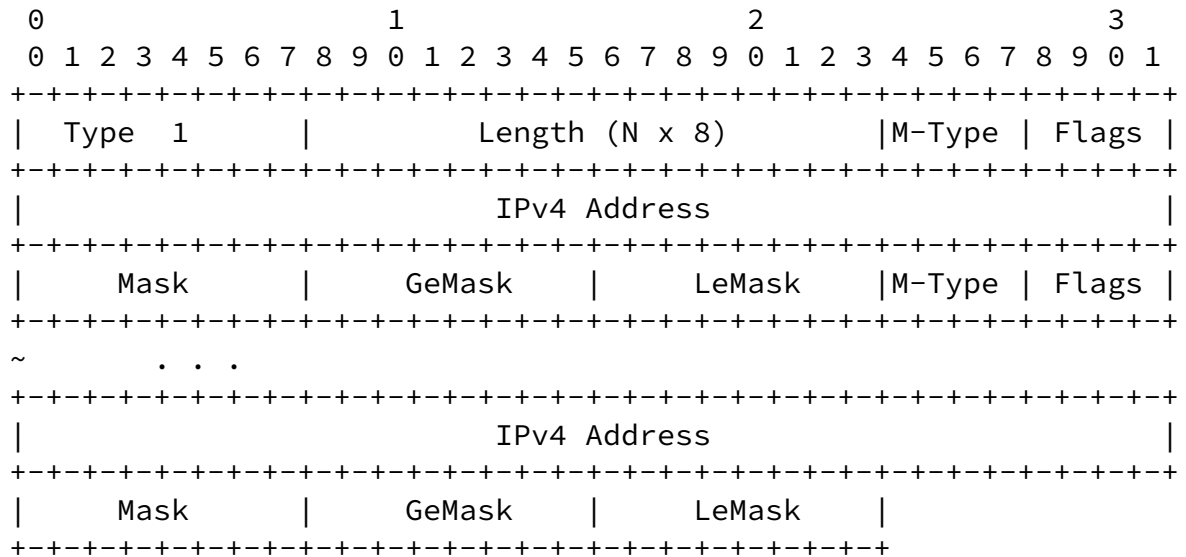 0                   1                   2                   3
 0 1 2 3 4 5 6 7 8 9 0 1 2 3 4 5 6 7 8 9 0 1 2 3 4 5 6 7 8 9 0 1
+-+-+-+-+-+-+-+-+-+-+-+-+-+-+-+-+-+-+-+-+-+-+-+-+-+-+-+-+-+-+-+-+
|  Type  1      |         Length (N x 8)        |M-Type | Flags |
+-+-+-+-+-+-+-+-+-+-+-+-+-+-+-+-+-+-+-+-+-+-+-+-+-+-+-+-+-+-+-+-+
|                          IPv4 Address                         |
+-+-+-+-+-+-+-+-+-+-+-+-+-+-+-+-+-+-+-+-+-+-+-+-+-+-+-+-+-+-+-+-+
|     Mask      |     GeMask    |     LeMask    |M-Type | Flags |
+-+-+-+-+-+-+-+-+-+-+-+-+-+-+-+-+-+-+-+-+-+-+-+-+-+-+-+-+-+-+-+-+
~       . . .
+-+-+-+-+-+-+-+-+-+-+-+-+-+-+-+-+-+-+-+-+-+-+-+-+-+-+-+-+-+-+-+-+
|                          IPv4 Address                         |
+-+-+-+-+-+-+-+-+-+-+-+-+-+-+-+-+-+-+-+-+-+-+-+-+-+-+-+-+-+-+-+-+
|     Mask      |     GeMask    |     LeMask    |
+-+-+-+-+-+-+-+-+-+-+-+-+-+-+-+-+-+-+-+-+-+-+-+-+